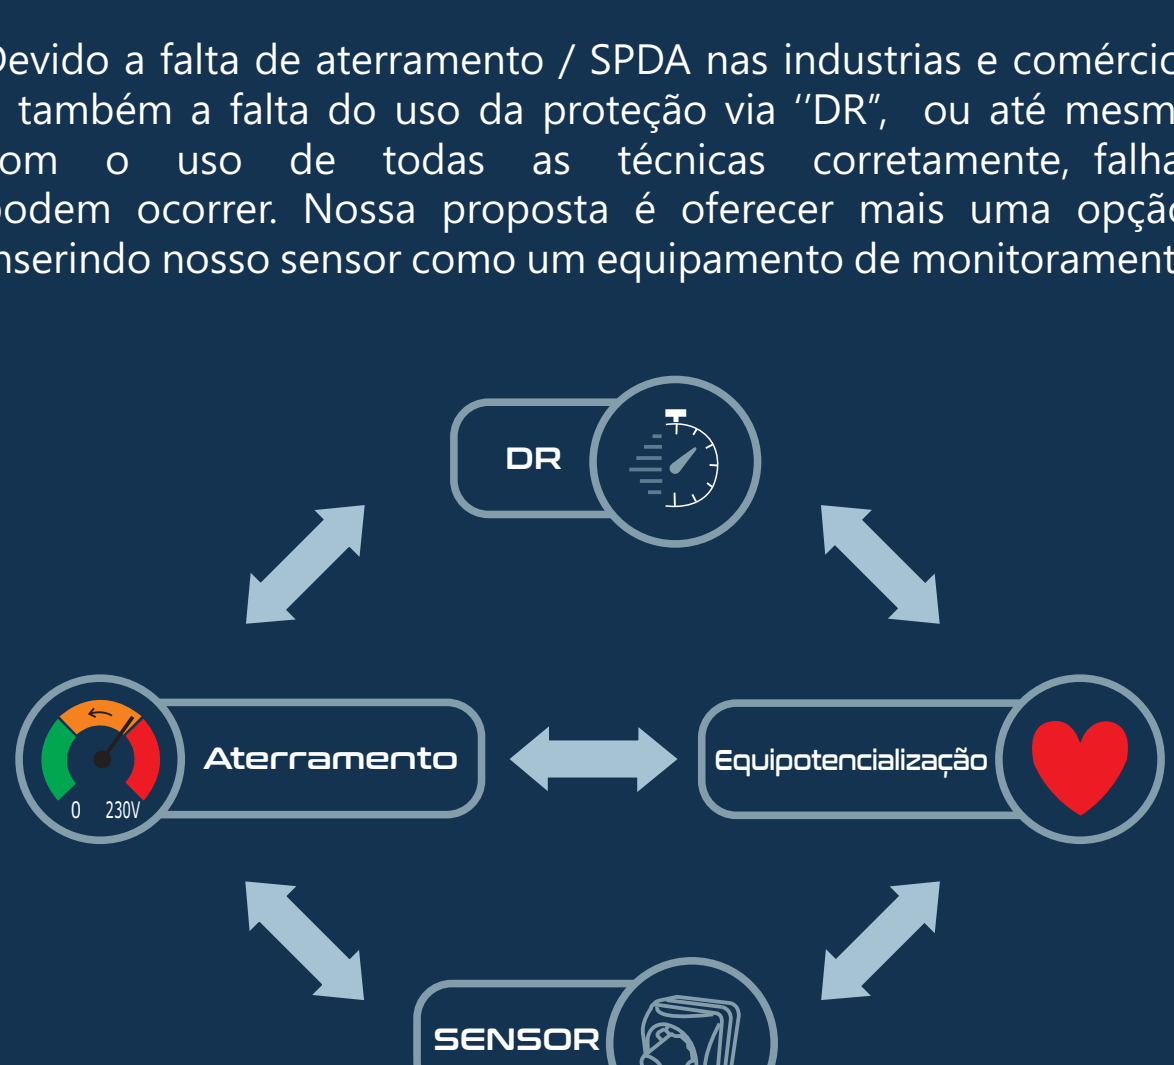 Devido a falta de aterramento / SPDA nas industrias e comércio
também a falta do uso da proteção via ''DR'', ou até mesm
om o uso de todas as técnicas corretamente, falha
podem ocorrer. Nossa proposta é oferecer mais uma opção
nserindo nosso sensor como um equipamento de monitorament
DR
Aterramento
0 230V
Equipotencialização
SENSOR